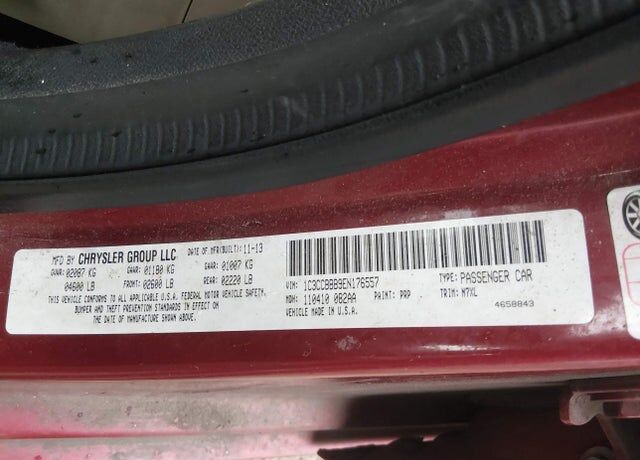 MFD BY CHRYSLER GROUP LLC DATE OF MFR(BUILT): 11-13
GVWR: 02087 KG GAWR: 01180 KG GAWR: 01007 KG
04600 LB FRONT: 02600 LB REAR: 02220 LB
THIS VEHICLE CONFORMS TO ALL APPLICABLE U.S.A. FEDERAL MOTOR VEHICLE SAFETY,
BUMPER AND THEFT PREVENTION STANDARDS IN EFFECT ON
THE DATE OF MANUFACTURE SHOWN ABOVE.
VIN: 1C3CCBBB9EN176557 TYPE: PASSENGER CAR
MDH: 110410 062AA PAINT: PRP TRIM: M7XL
VEHICLE MADE IN U.S.A. 4658843